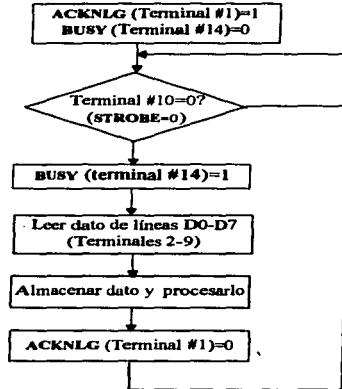 ACKNLG (Terminal #1)=1
BUSY (Terminal #14)=0
Terminal #10=0?
(STROBE=0)
BUSY (terminal #14)=1
Leer dato de líneas D0-D7
(Terminales 2-9)
Almacenar dato y procesarlo
ACKNLG (Terminal #1)=0